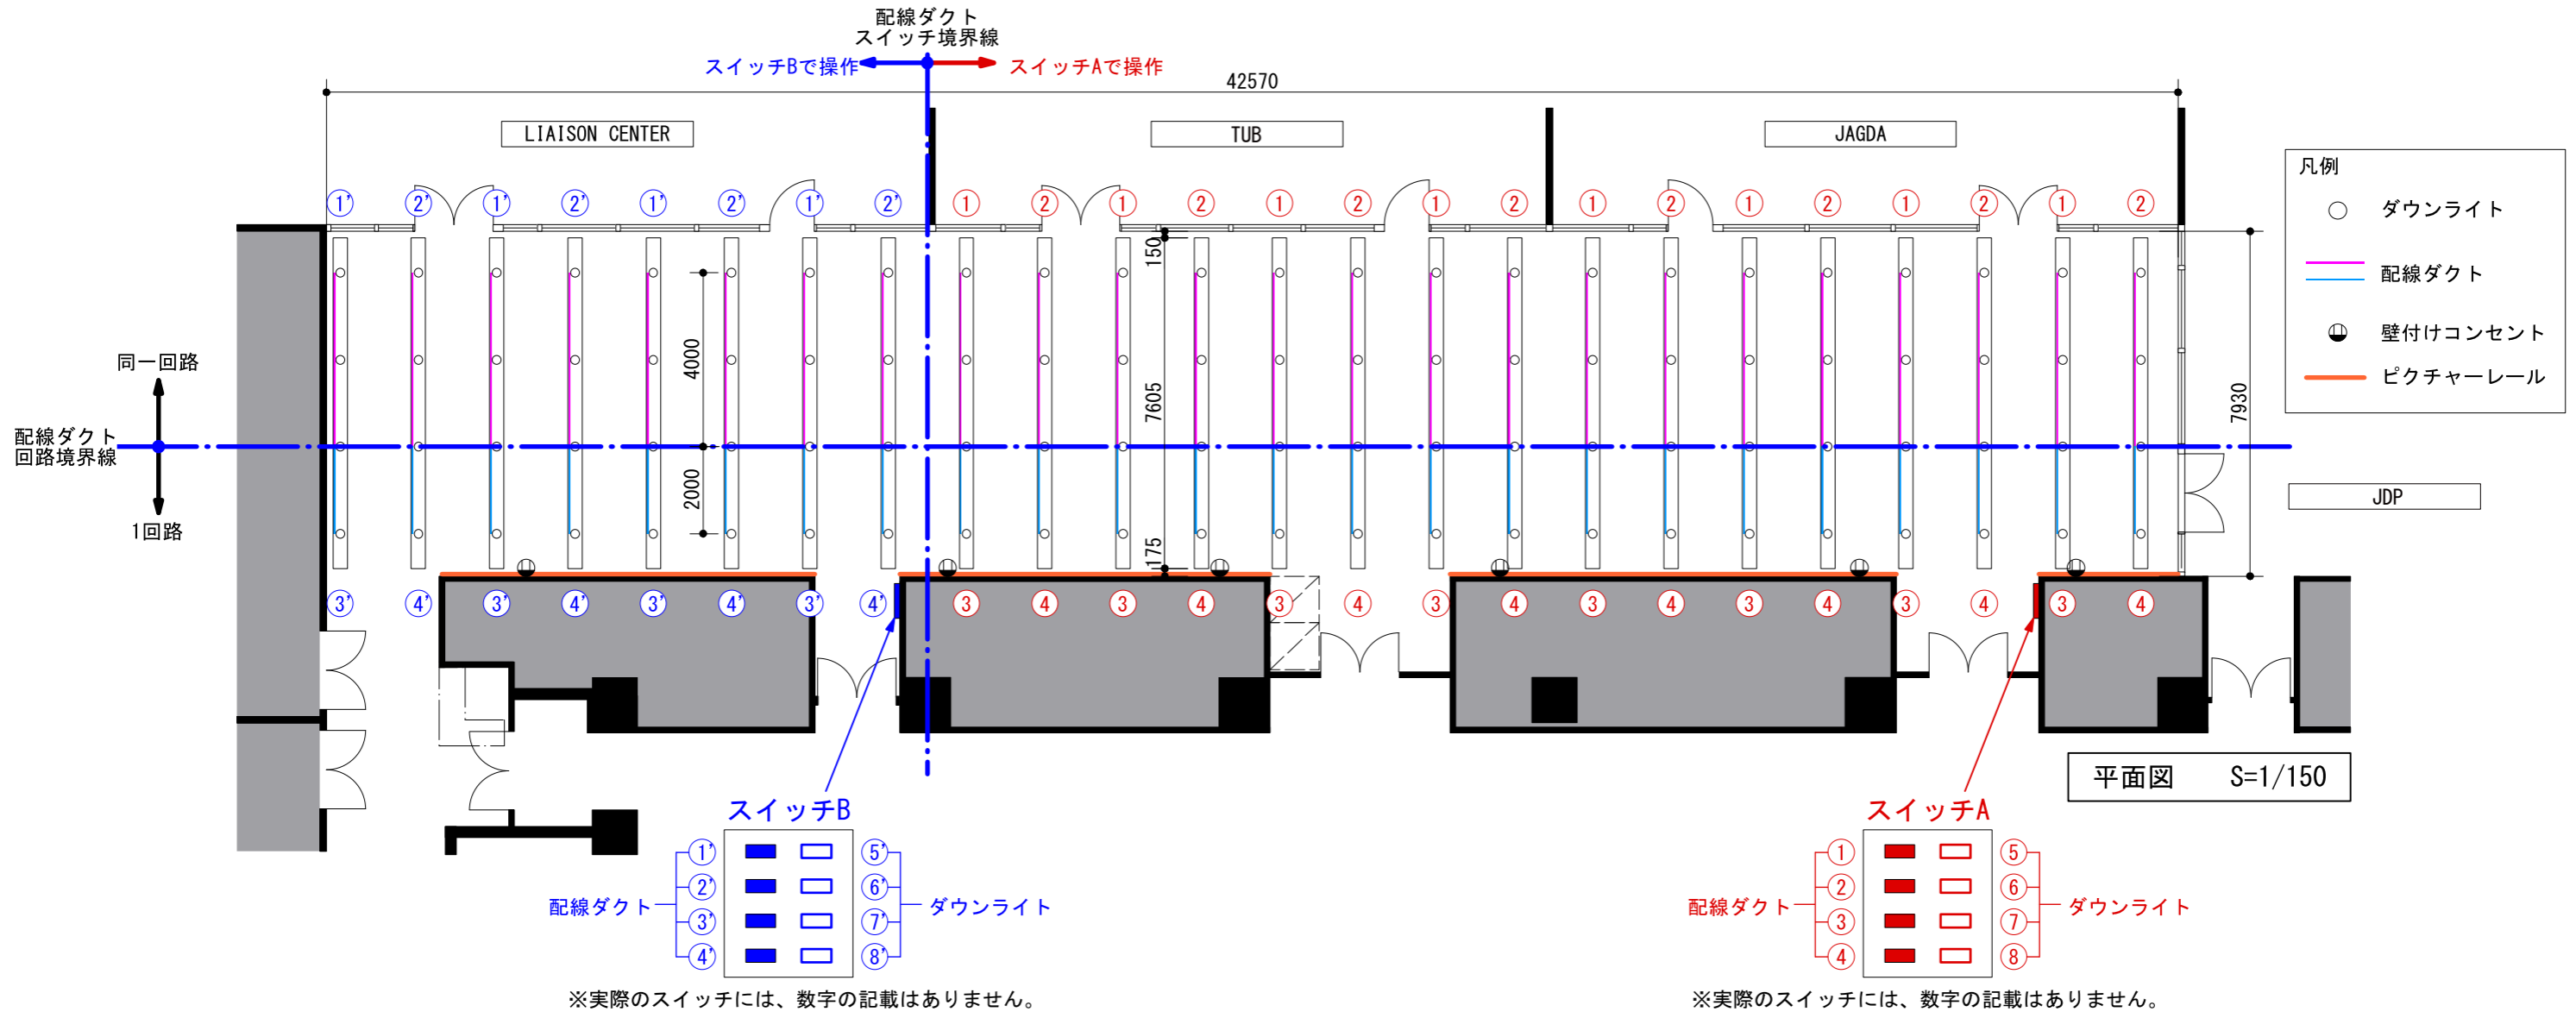 配線ダクト
スイッチ境界線
スイッチBで操作
スイッチAで操作
42570
LIAISON CENTER
TUB
JAGDA
凡例
ダウンライト
配線ダクト
壁付けコンセント
ピクチャーレール
①' ②' ①' ②' ①' ②' ①' ②' ① ② ① ② ① ② ① ② ① ② ① ② ① ② ① ②
150
4000
7605
2000
175
7930
同一回路
配線ダクト
回路境界線
1回路
JDP
③' ④' ③' ④' ③' ④' ③' ④' ③ ④ ③ ④ ③ ④ ③ ④ ③ ④ ③ ④ ③ ④ ③ ④
平面図 S=1/150
スイッチB
①' ⑤'
②' ⑥'
配線ダクト ダウンライト
③' ⑦'
④' ⑧'
※実際のスイッチには、数字の記載はありません。
スイッチA
① ⑤
② ⑥
配線ダクト ダウンライト
③ ⑦
④ ⑧
※実際のスイッチには、数字の記載はありません。